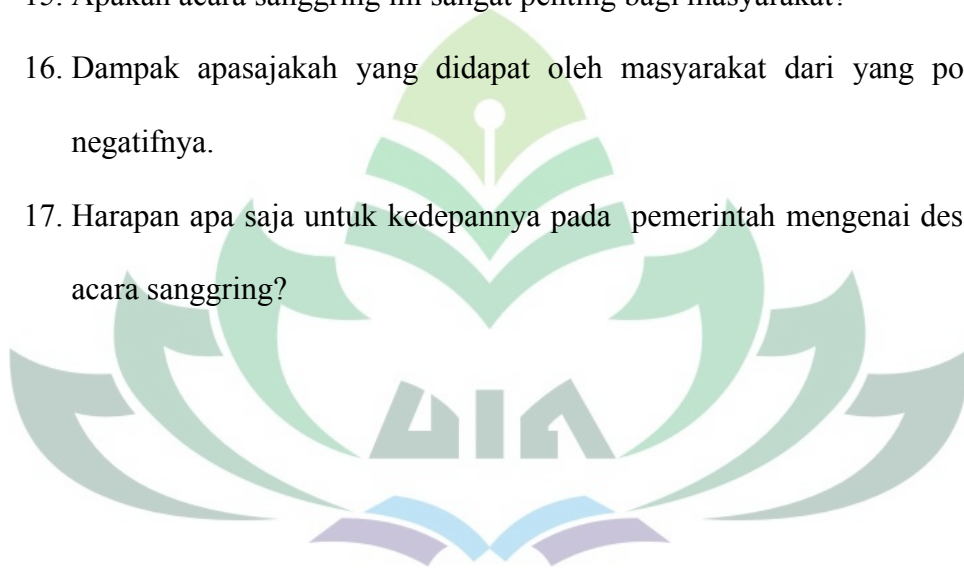 15. Apakah acara sanggring ini sangat penting bagi masyarakat?
16. Dampak apasajakah yang didapat oleh masyarakat dari yang po
negatifnya.
17. Harapan apa saja untuk kedepannya pada pemerintah mengenai des
acara sanggring?
UIN